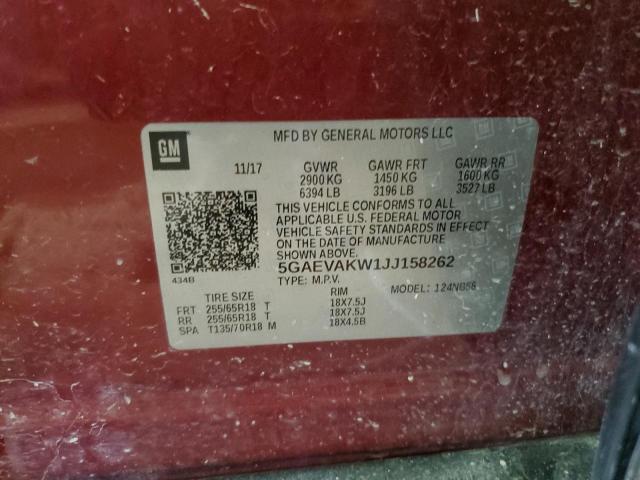 GM
MFD BY GENERAL MOTORS LLC
11/17 GVWR GAWR FRT GAWR RR
2900 KG 1450 KG 1600 KG
6394 LB 3196 LB 3527 LB
THIS VEHICLE CONFORMS TO ALL
APPLICABLE U.S. FEDERAL MOTOR
VEHICLE SAFETY STANDARDS IN EFFECT
ON THE DATE OF MANUFACTURE
SHOWN ABOVE.
5GAEVAKW1JJ158262
434B TYPE: M.P.V. MODEL: 124NB56
TIRE SIZE RIM
FRT 255/65R18 T 18X7.5J
RR 255/65R18 T 18X7.5J
SPA T135/70R18 M 18X4.5B